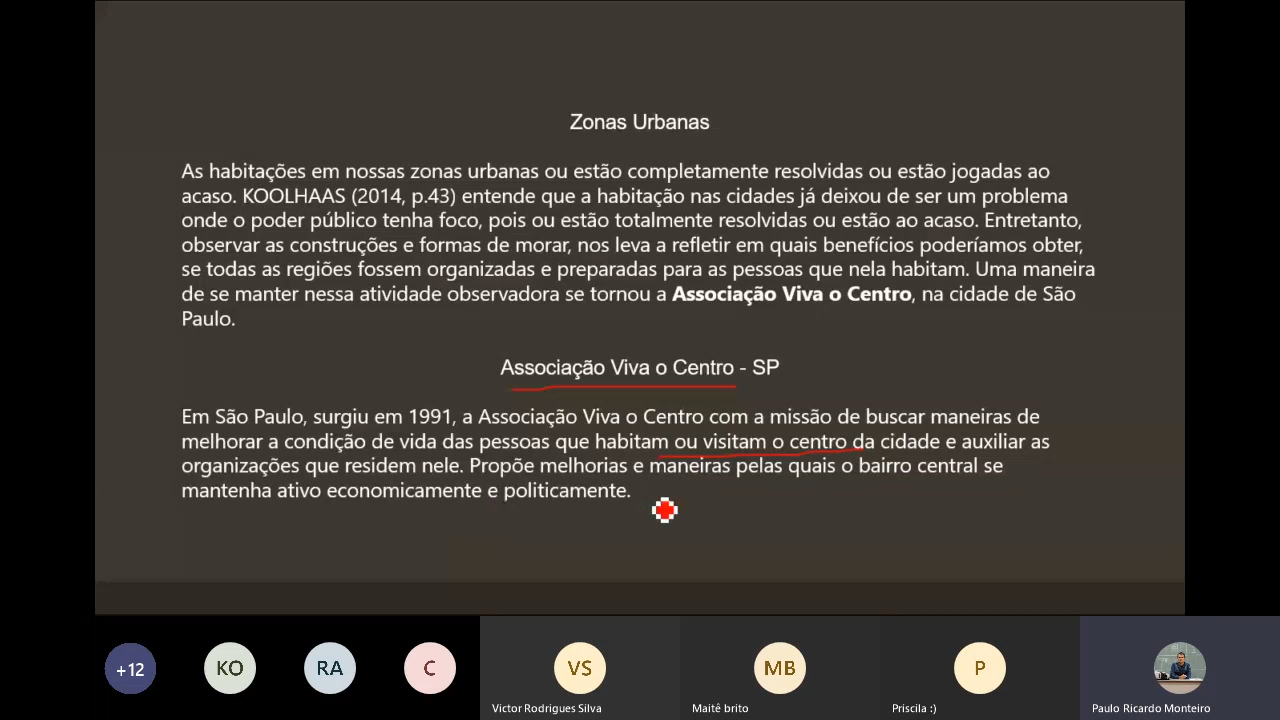 Zonas Urbanas
As habitações em nossas zonas urbanas ou estão completamente resolvidas ou estão jogadas ao
acaso. KOOLHAAS (2014, p.43) entende que a habitação nas cidades já deixou de ser um problema
onde o poder público tenha foco, pois ou estão totalmente resolvidas ou estão ao acaso. Entretanto,
observar as construções e formas de morar, nos leva a refletir em quais benefícios poderíamos obter,
se todas as regiões fossem organizadas e preparadas para as pessoas que nela habitam. Uma maneira
de se manter nessa atividade observadora se tornou a Associação Viva o Centro, na cidade de São
Paulo.
Associação Viva o Centro - SP
Em São Paulo, surgiu em 1991, a Associação Viva o Centro com a missão de buscar maneiras de
melhorar a condição de vida das pessoas que habitam ou visitam o centro da cidade e auxiliar as
organizações que residem nele. Propõe melhorias e maneiras pelas quais o bairro central se
mantenha ativo economicamente e politicamente.
+12
KO
RA
C
VS
MB
P
Victor Rodrigues Silva
Maitê brito
Priscila :)
Paulo Ricardo Monteiro